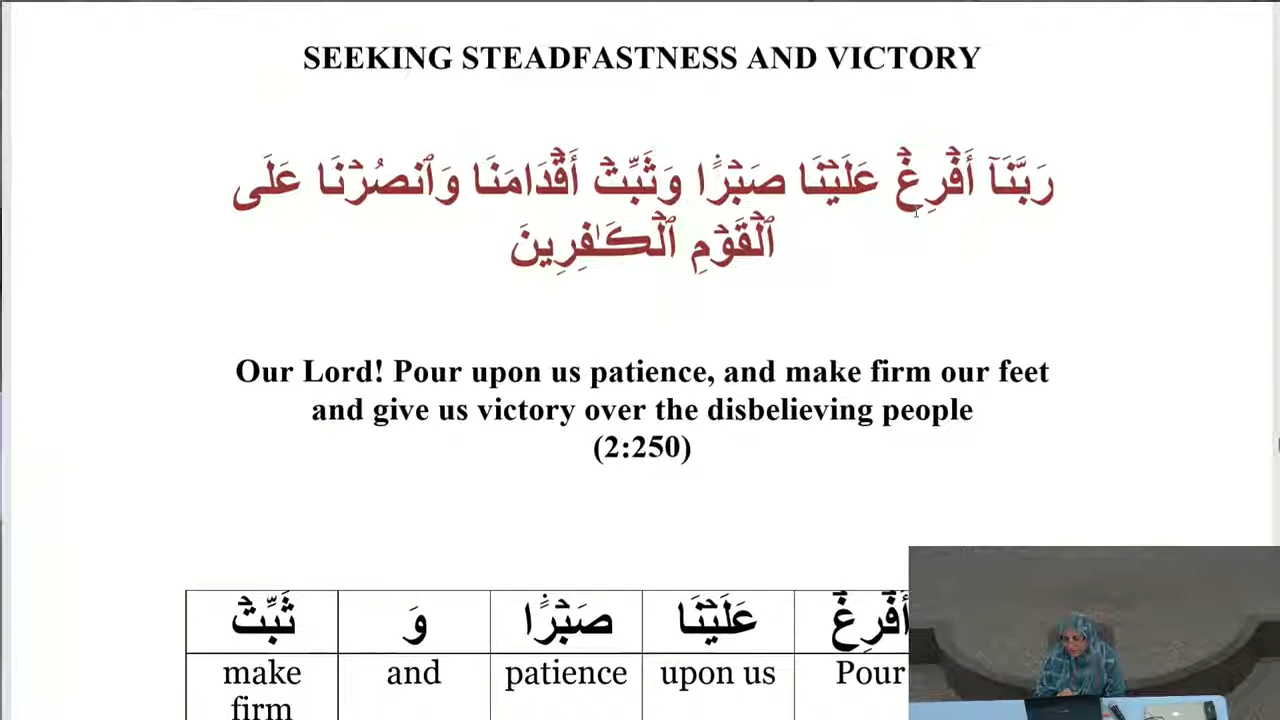 SEEKING STEADFASTNESS AND VICTORY
رَبَّنَآ أَفۡرِغۡ عَلَيۡنَا صَبۡرٗا وَثَبِّتۡ أَقۡدَامَنَا وَٱنصُرۡنَا عَلَى
ٱلۡقَوۡمِ ٱلۡكَٰفِرِينَ
Our Lord! Pour upon us patience, and make firm our feet
and give us victory over the disbelieving people
(2:250)
أَفۡرِغۡ عَلَيۡنَا صَبۡرٗا وَ ثَبِّتۡ
make and patience upon us Pour
firm